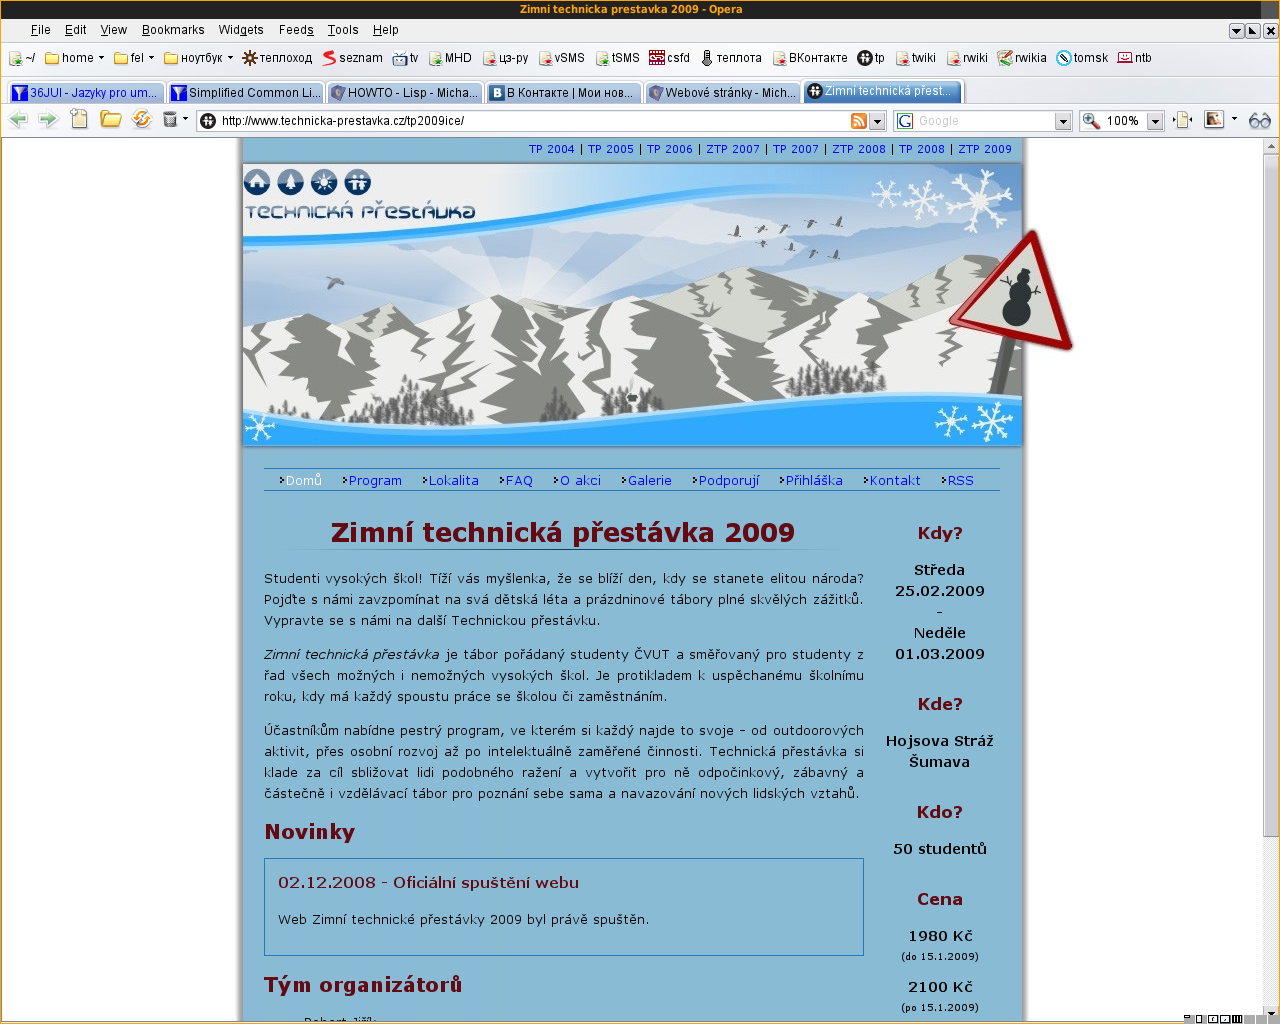 Zimni technicka prestavka 2009 - Opera
File Edit View Bookmarks Widgets Feeds Tools Help
~/ home fel ноутбук теплоход seznam tv MHD цз-ру vSMS tSMS csfd теплота ВКонтакте tp twiki rwiki rwikia tomsk ntb
36JUI - Jazyky pro um... Simplified Common Li... HOWTO - Lisp - Micha... В Контакте | Мои нов... Webové stránky - Mich... Zimní technická přest...
http://www.technicka-prestavka.cz/tp2009ice/ Google 100%
TP 2004 | TP 2005 | TP 2006 | ZTP 2007 | TP 2007 | ZTP 2008 | TP 2008 | ZTP 2009
TECHNICKÁ PŘESTÁVKA
Domů Program Lokalita FAQ O akci Galerie Podporují Přihláška Kontakt RSS
Zimní technická přestávka 2009
Studenti vysokých škol! Tíží vás myšlenka, že se blíží den, kdy se stanete elitou národa?
Pojďte s námi zavzpomínat na svá dětská léta a prázdninové tábory plné skvělých zážitků.
Vypravte se s námi na další Technickou přestávku.
Zimní technická přestávka je tábor pořádaný studenty ČVUT a směřovaný pro studenty z
řad všech možných i nemožných vysokých škol. Je protikladem k uspěchanému školnímu
roku, kdy má každý spoustu práce se školou či zaměstnáním.
Účastníkům nabídne pestrý program, ve kterém si každý najde to svoje – od outdoorových
aktivit, přes osobní rozvoj až po intelektuálně zaměřené činnosti. Technická přestávka si
klade za cíl sbližovat lidi podobného ražení a vytvořit pro ně odpočinkový, zábavný a
částečně i vzdělávací tábor pro poznání sebe sama a navazování nových lidských vztahů.
Novinky
02.12.2008 - Oficiální spuštění webu
Web Zimní technické přestávky 2009 byl právě spuštěn.
Tým organizátorů
Robert Jiřík
Kdy?
Středa
25.02.2009
–
Neděle
01.03.2009
Kde?
Hojsova Stráž
Šumava
Kdo?
50 studentů
Cena
1980 Kč
(do 15.1.2009)
2100 Kč
(po 15.1.2009)